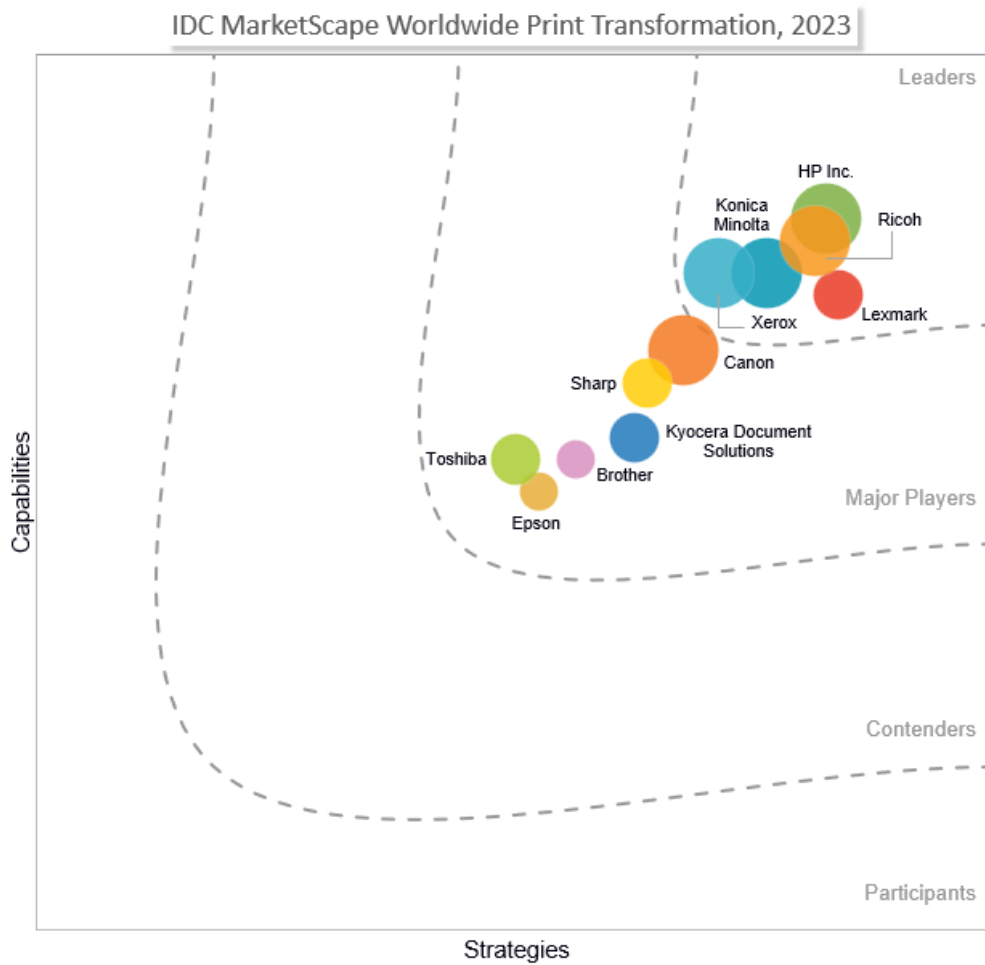 IDC MarketScape Worldwide Print Transformation, 2023
Leaders
HP Inc.
Konica
Minolta
Ricoh
Lexmark
Xerox
Canon
Sharp
Kyocera Document
Solutions
Toshiba
Brother
Epson
Major Players
Capabilities
Contenders
Participants
Strategies